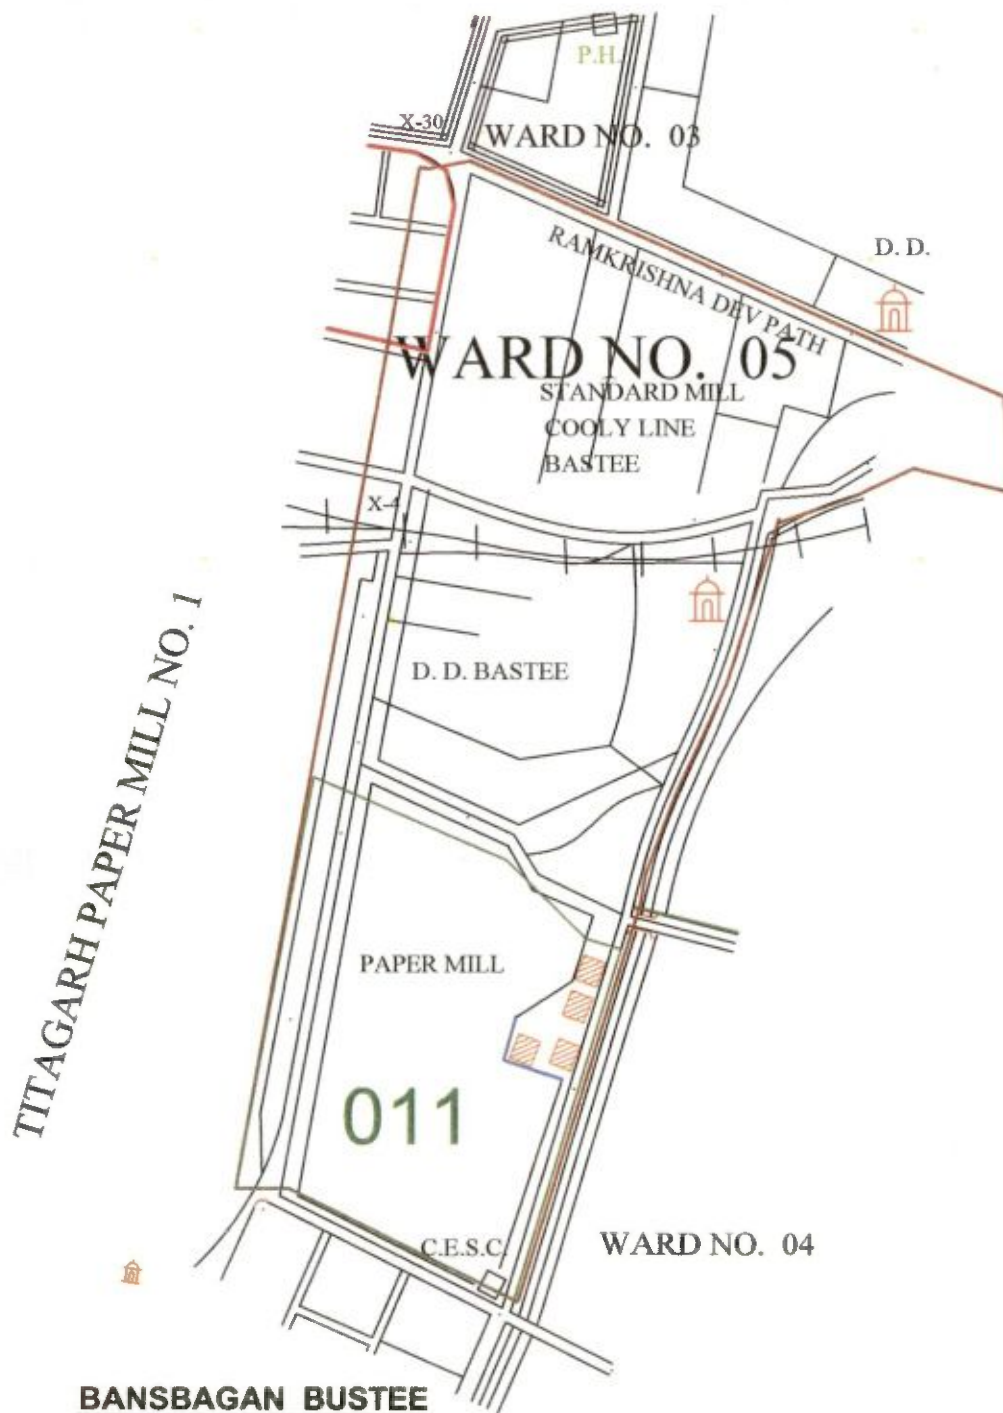 P.H.
X-30
WARD NO. 03
D. D.
RAMKRISHNA DEV PATH
WARD NO. 05
STANDARD MILL
COOLY LINE
BASTEE
X-4
D. D. BASTEE
TITAGARH PAPER MILL NO. 1
PAPER MILL
011
C.E.S.C.
WARD NO. 04
BANSBAGAN BUSTEE